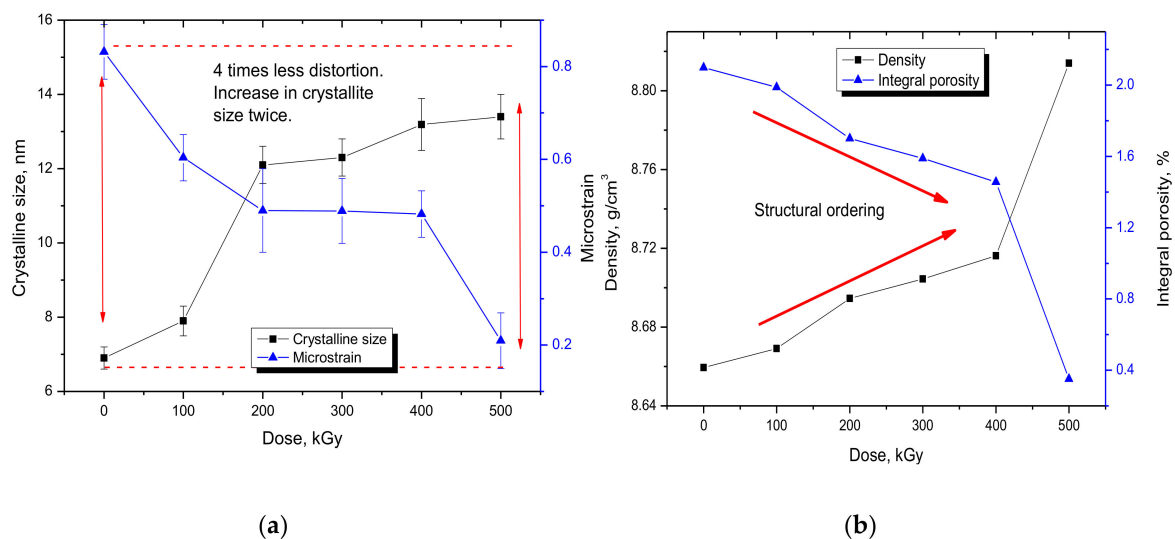 16
14
12
10
8
6
Crystalline size, nm
4 times less distortion.
Increase in crystallite
size twice.
Crystalline size
Microstrain
0.8
0.6
0.4
0.2
Microstrain
0 100 200 300 400 500
Dose, kGy
(a)
8.80
8.76
8.72
8.68
8.64
Density, g/cm³
Density
Integral porosity
Structural ordering
2.0
1.6
1.2
0.8
0.4
Integral porosity, %
0 100 200 300 400 500
Dose, kGy
(b)